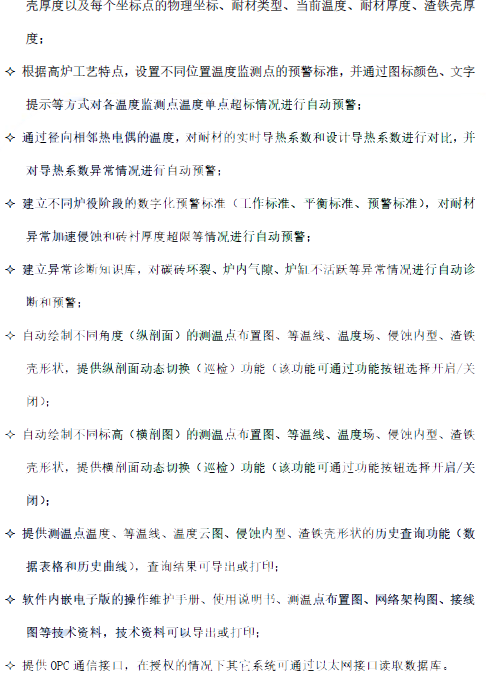 壳厚度以及每个坐标点的物理坐标、耐材类型、当前温度、耐材厚度、渣铁壳厚
度；
✧ 根据高炉工艺特点，设置不同位置温度监测点的预警标准，并通过图标颜色、文字
提示等方式对各温度监测点温度单点超标情况进行自动预警；
✧ 通过径向相邻热电偶的温度，对耐材的实时导热系数和设计导热系数进行对比，并
对导热系数异常情况进行自动预警；
✧ 建立不同炉役阶段的数字化预警标准（工作标准、平衡标准、预警标准），对耐材
异常加速侵蚀和砖衬厚度超限等情况进行自动预警；
✧ 建立异常诊断知识库，对碳砖环裂、炉内气隙、炉缸不活跃等异常情况进行自动诊
断和预警；
✧ 自动绘制不同角度（纵剖面）的测温点布置图、等温线、温度场、侵蚀内型、渣铁
壳形状，提供纵剖面动态切换（巡检）功能（该功能可通过功能按钮选择开启/关
闭）；
✧ 自动绘制不同标高（横剖图）的测温点布置图、等温线、温度场、侵蚀内型、渣铁
壳形状，提供横剖面动态切换（巡检）功能（该功能可通过功能按钮选择开启/关
闭）；
✧ 提供测温点温度、等温线、温度云图、侵蚀内型、渣铁壳形状的历史查询功能（数
据表格和历史曲线），查询结果可导出或打印；
✧ 软件内嵌电子版的操作维护手册、使用说明书、测温点布置图、网络架构图、接线
图等技术资料，技术资料可以导出或打印；
✧ 提供 OPC 通信接口，在授权的情况下其它系统可通过以太网接口读取数据库。